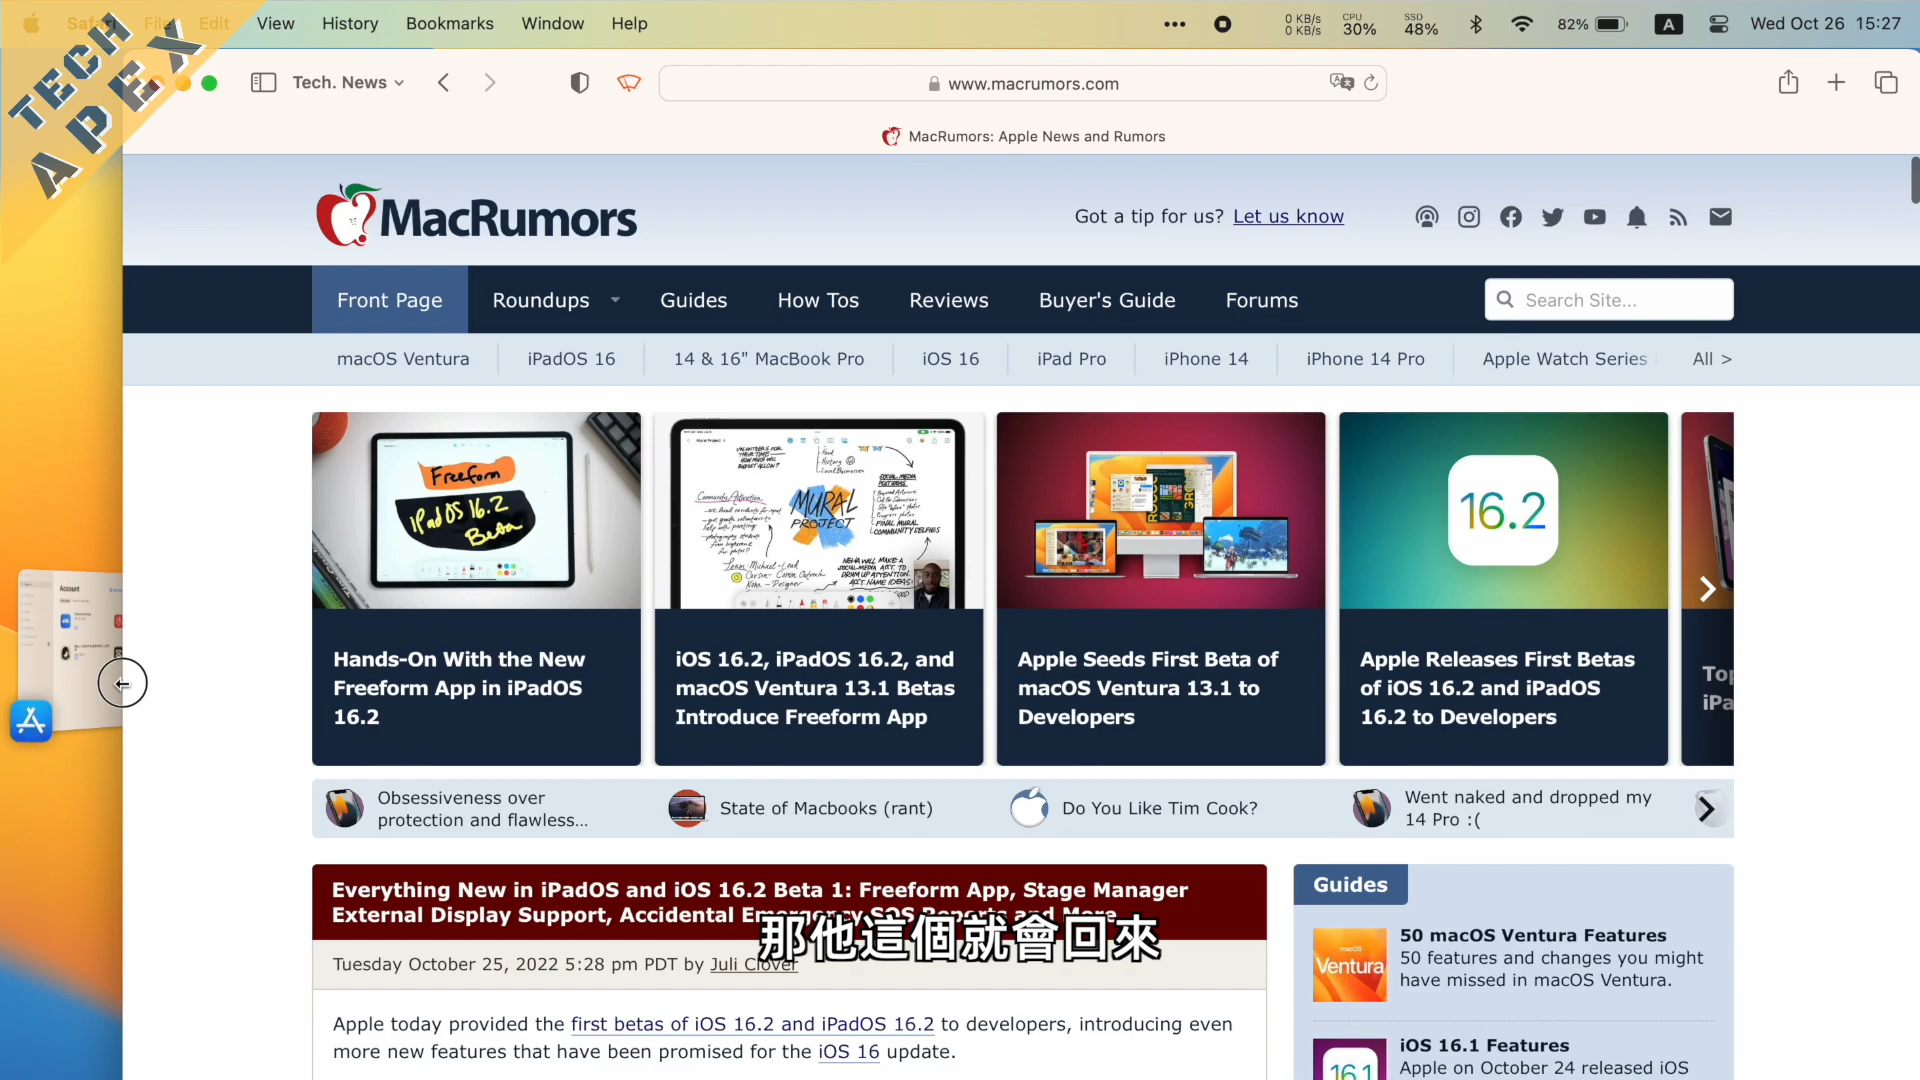 TECH
APEX
Safari File Edit View History Bookmarks Window Help
0 KB/s
0 KB/s
CPU
30%
SSD
48%
82%
A
Wed Oct 26 15:27
Tech. News
www.macrumors.com
MacRumors: Apple News and Rumors
MacRumors
Got a tip for us? Let us know
Front Page Roundups Guides How Tos Reviews Buyer's Guide Forums
Search Site...
macOS Ventura iPadOS 16 14 & 16" MacBook Pro iOS 16 iPad Pro iPhone 14 iPhone 14 Pro Apple Watch Series All >
Freeform
iPadOS 16.2
Beta
MURAL
PROJECT
16.2
Account
Hands-On With the New
Freeform App in iPadOS
16.2
iOS 16.2, iPadOS 16.2, and
macOS Ventura 13.1 Betas
Introduce Freeform App
Apple Seeds First Beta of
macOS Ventura 13.1 to
Developers
Apple Releases First Betas
of iOS 16.2 and iPadOS
16.2 to Developers
Obsessiveness over
protection and flawless...
State of Macbooks (rant)
Do You Like Tim Cook?
Went naked and dropped my
14 Pro :(
Everything New in iPadOS and iOS 16.2 Beta 1: Freeform App, Stage Manager
External Display Support, Accidental Emergency SOS Reports and More
那他這個就會回來
Tuesday October 25, 2022 5:28 pm PDT by Juli Clover
Apple today provided the first betas of iOS 16.2 and iPadOS 16.2 to developers, introducing even
more new features that have been promised for the iOS 16 update.
Guides
macOS
Ventura
50 macOS Ventura Features
50 features and changes you might
have missed in macOS Ventura.
16.1
iOS 16.1 Features
Apple on October 24 released iOS